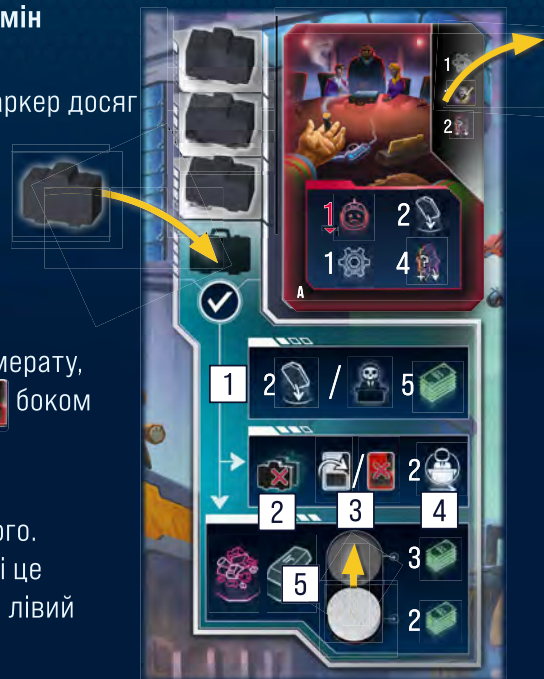 мін
аркер досяг
мерату,
боком
ого.
і це
лівий
1
2
1 2
1 4
A
1 2 / 5
/ 2
2 3 4
3
5
2